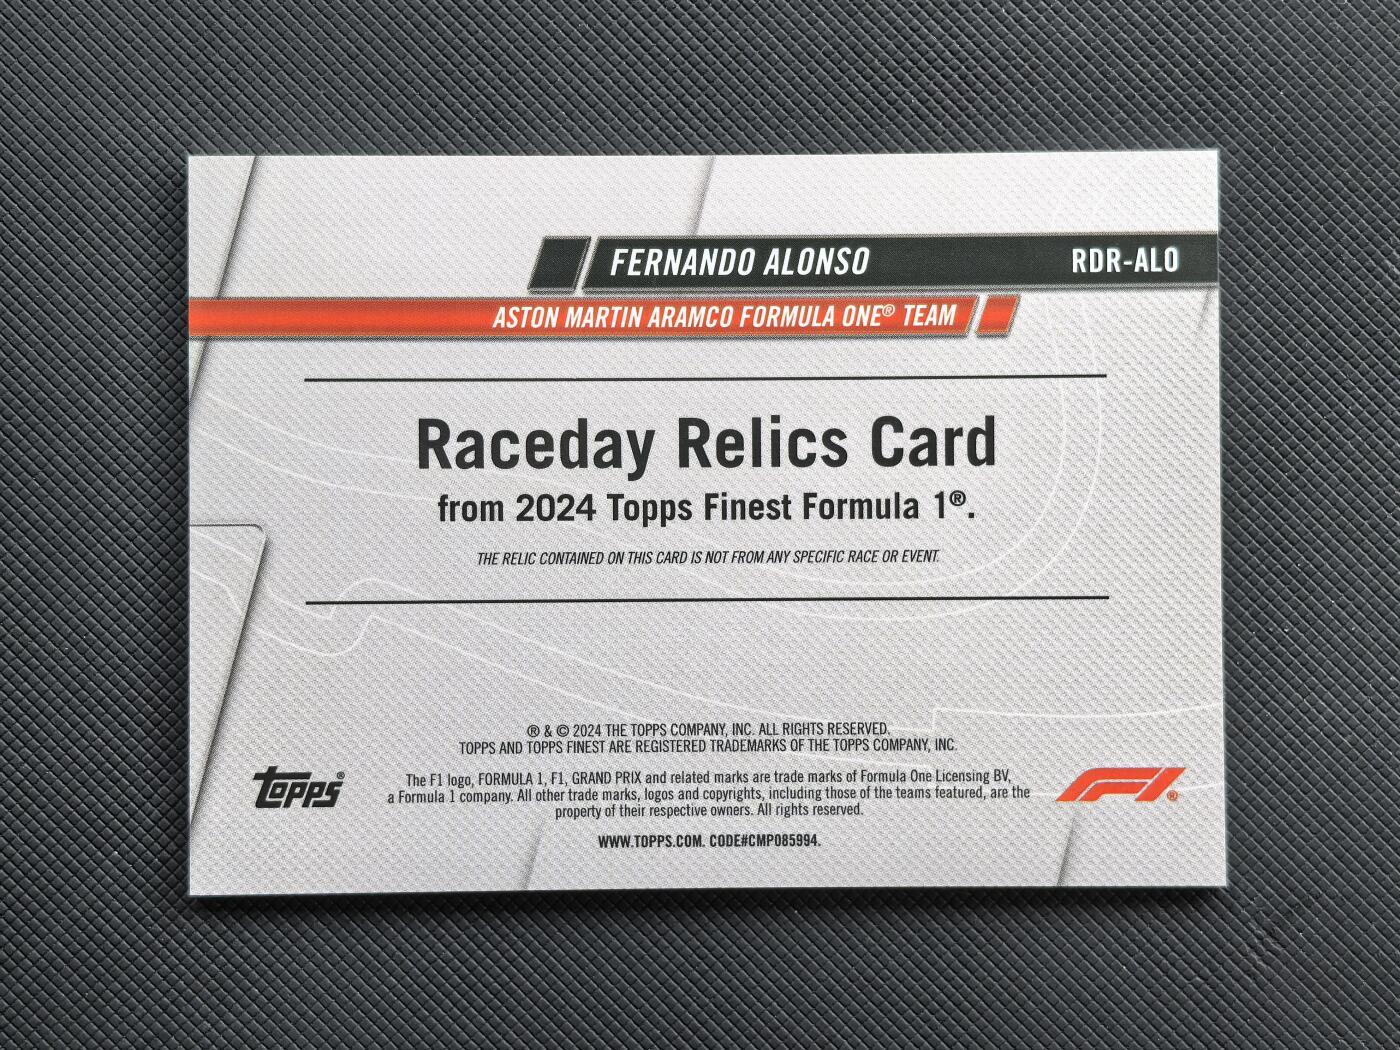 FERNANDO ALONSO RDR-ALO
ASTON MARTIN ARAMCO FORMULA ONE® TEAM
Raceday Relics Card
from 2024 Topps Finest Formula 1®.
THE RELIC CONTAINED ON THIS CARD IS NOT FROM ANY SPECIFIC RACE OR EVENT.
® & © 2024 THE TOPPS COMPANY, INC. ALL RIGHTS RESERVED.
TOPPS AND TOPPS FINEST ARE REGISTERED TRADEMARKS OF THE TOPPS COMPANY, INC.
topps®
The F1 logo, FORMULA 1, F1, GRAND PRIX and related marks are trade marks of Formula One Licensing BV,
a Formula 1 company. All other trade marks, logos and copyrights, including those of the teams featured, are the
property of their respective owners. All rights reserved.
F1®
WWW.TOPPS.COM. CODE#CMP085994.